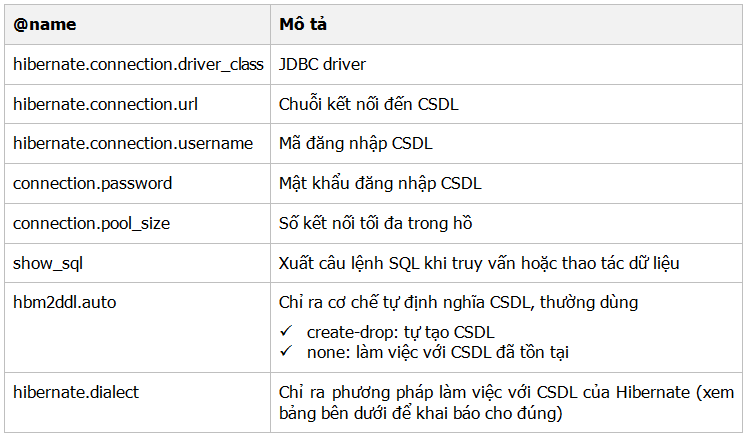 @name Mô tả
hibernate.connection.driver_class JDBC driver
hibernate.connection.url Chuỗi kết nối đến CSDL
hibernate.connection.username Mã đăng nhập CSDL
connection.password Mật khẩu đăng nhập CSDL
connection.pool_size Số kết nối tối đa trong hồ
show_sql Xuất câu lệnh SQL khi truy vấn hoặc thao tác dữ liệu
hbm2ddl.auto Chỉ ra cơ chế tự định nghĩa CSDL, thường dùng
✓ create-drop: tự tạo CSDL
✓ none: làm việc với CSDL đã tồn tại
hibernate.dialect Chỉ ra phương pháp làm việc với CSDL của Hibernate (xem
bảng bên dưới để khai báo cho đúng)